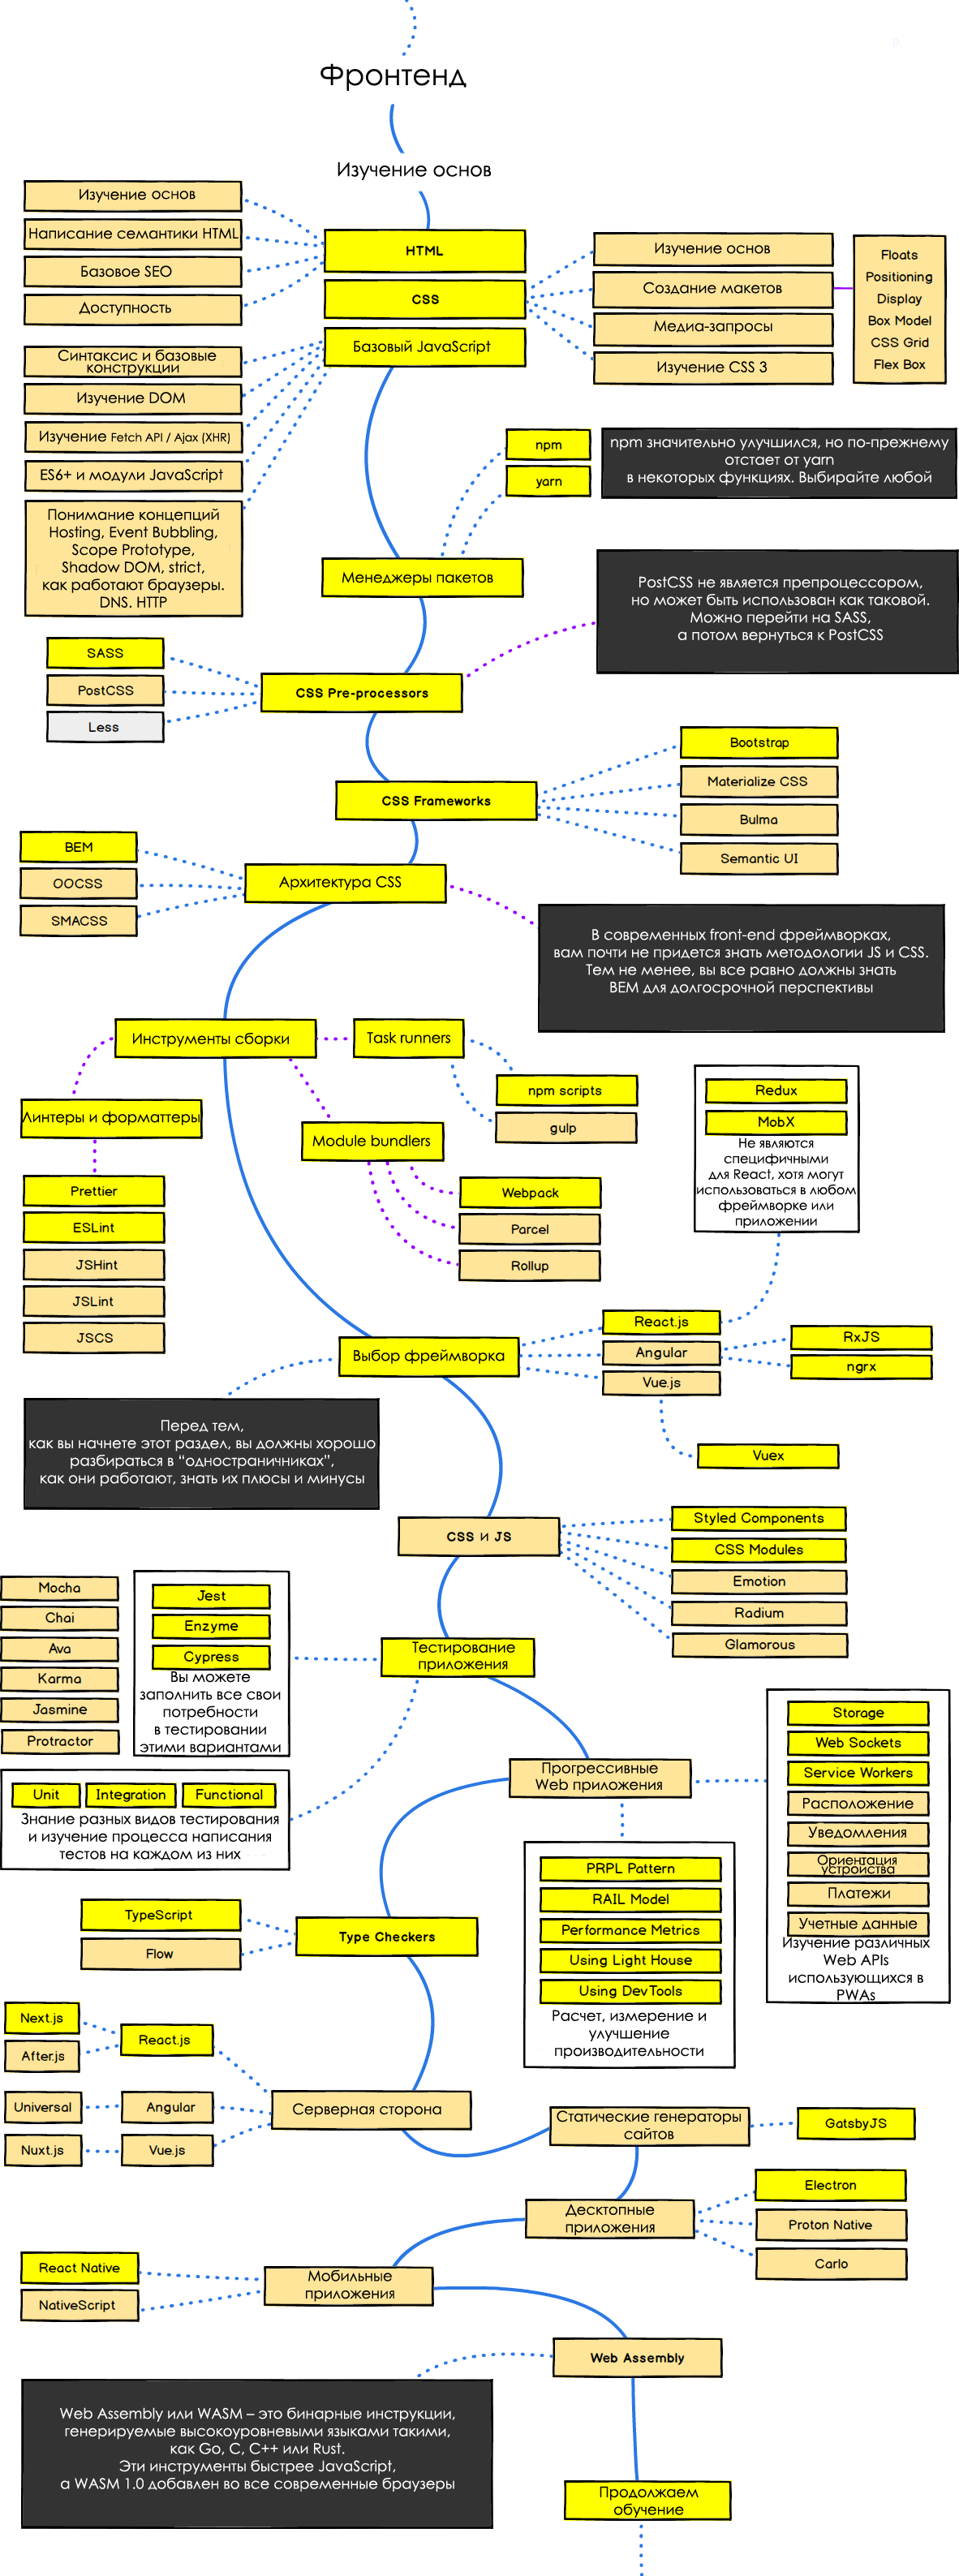 Фронтенд
Изучение основ
Изучение основ
Написание семантики HTML
Базовое SEO
Доступность
HTML
CSS
Базовый JavaScript
Изучение основ
Создание макетов
Медиа-запросы
Изучение CSS 3
Floats
Positioning
Display
Box Model
CSS Grid
Flex Box
Синтаксис и базовые
конструкции
Изучение DOM
Изучение Fetch API / Ajax (XHR)
ES6+ и модули JavaScript
Понимание концепций
Hosting, Event Bubbling,
Scope Prototype,
Shadow DOM, strict,
как работают браузеры.
DNS. HTTP
npm
yarn
npm значительно улучшился, но по-прежнему
отстает от yarn
в некоторых функциях. Выбирайте любой
Менеджеры пакетов
PostCSS не является препроцессором,
но может быть использован как таковой.
Можно перейти на SASS,
а потом вернуться к PostCSS
SASS
PostCSS
Less
CSS Pre-processors
CSS Frameworks
Bootstrap
Materialize CSS
Bulma
Semantic UI
BEM
OOCSS
SMACSS
Архитектура CSS
В современных front-end фреймворках,
вам почти не придется знать методологии JS и CSS.
Тем не менее, вы все равно должны знать
BEM для долгосрочной перспективы
Инструменты сборки
Task runners
npm scripts
gulp
Линтеры и форматтеры
Module bundlers
Prettier
ESLint
JSHint
JSLint
JSCS
Webpack
Parcel
Rollup
Redux
MobX
Не являются
специфичными
для React, хотя могут
использоваться в любом
фреймворке или
приложении
Выбор фреймворка
React.js
Angular
Vue.js
RxJS
ngrx
Vuex
Перед тем,
как вы начнете этот раздел, вы должны хорошо
разбираться в “одностраничниках”,
как они работают, знать их плюсы и минусы
CSS и JS
Styled Components
CSS Modules
Emotion
Radium
Glamorous
Mocha
Chai
Ava
Karma
Jasmine
Protractor
Jest
Enzyme
Cypress
Вы можете
заполнить все свои
потребности
в тестировании
этими вариантами
Тестирование
приложения
Unit
Integration
Functional
Знание разных видов тестирования
и изучение процесса написания
тестов на каждом из них
Прогрессивные
Web приложения
Storage
Web Sockets
Service Workers
Расположение
Уведомления
Ориентация
устройства
Платежи
Учетные данные
Изучение различных
Web APIs
использующихся в
PWAs
PRPL Pattern
RAIL Model
Performance Metrics
Using Light House
Using DevTools
Расчет, измерение и
улучшение
производительности
TypeScript
Flow
Type Checkers
Next.js
After.js
React.js
Universal
Angular
Nuxt.js
Vue.js
Серверная сторона
Статические генераторы
сайтов
GatsbyJS
Десктопные
приложения
Electron
Proton Native
Carlo
React Native
NativeScript
Мобильные
приложения
Web Assembly
Web Assembly или WASM – это бинарные инструкции,
генерируемые высокоуровневыми языками такими,
как Go, C, C++ или Rust.
Эти инструменты быстрее JavaScript,
а WASM 1.0 добавлен во все современные браузеры
Продолжаем
обучение